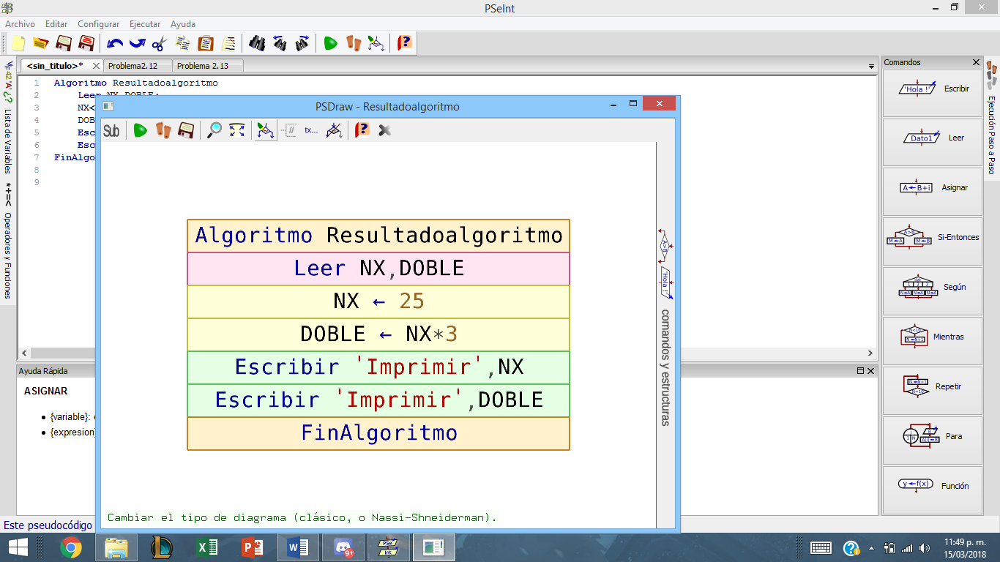 PSeInt
Archivo Editar Configurar Ejecutar Ayuda
<sin_titulo>* Problema2.12 Problema 2.13
1 Algoritmo Resultadoalgoritmo
2 Leer NX,DOBLE;
3 NX<
4 DOB
5 Esc
6 Esc
7 FinAlgo
8
9
Lista de Variables
Operadores y Funciones
PSDraw - Resultadoalgoritmo
Sub
tx...
Algoritmo Resultadoalgoritmo
Leer NX,DOBLE
NX ← 25
DOBLE ← NX*3
Escribir 'Imprimir',NX
Escribir 'Imprimir',DOBLE
FinAlgoritmo
Cambiar el tipo de diagrama (clásico, o Nassi-Shneiderman).
A>B
'Hola !'
comandos y estructuras
Ayuda Rápida
ASIGNAR
{variable}:
{expresion}
Este pseudocódigo
Comandos
'Hola !' Escribir
Dato1 Leer
A←B+i Asignar
A>B M←A M←B Si-Entonces
Según
Mientras
Repetir
Para
y←f(x) Función
Ejecución Paso a Paso
9+
PSe
Int
11:49 p. m.
15/03/2018